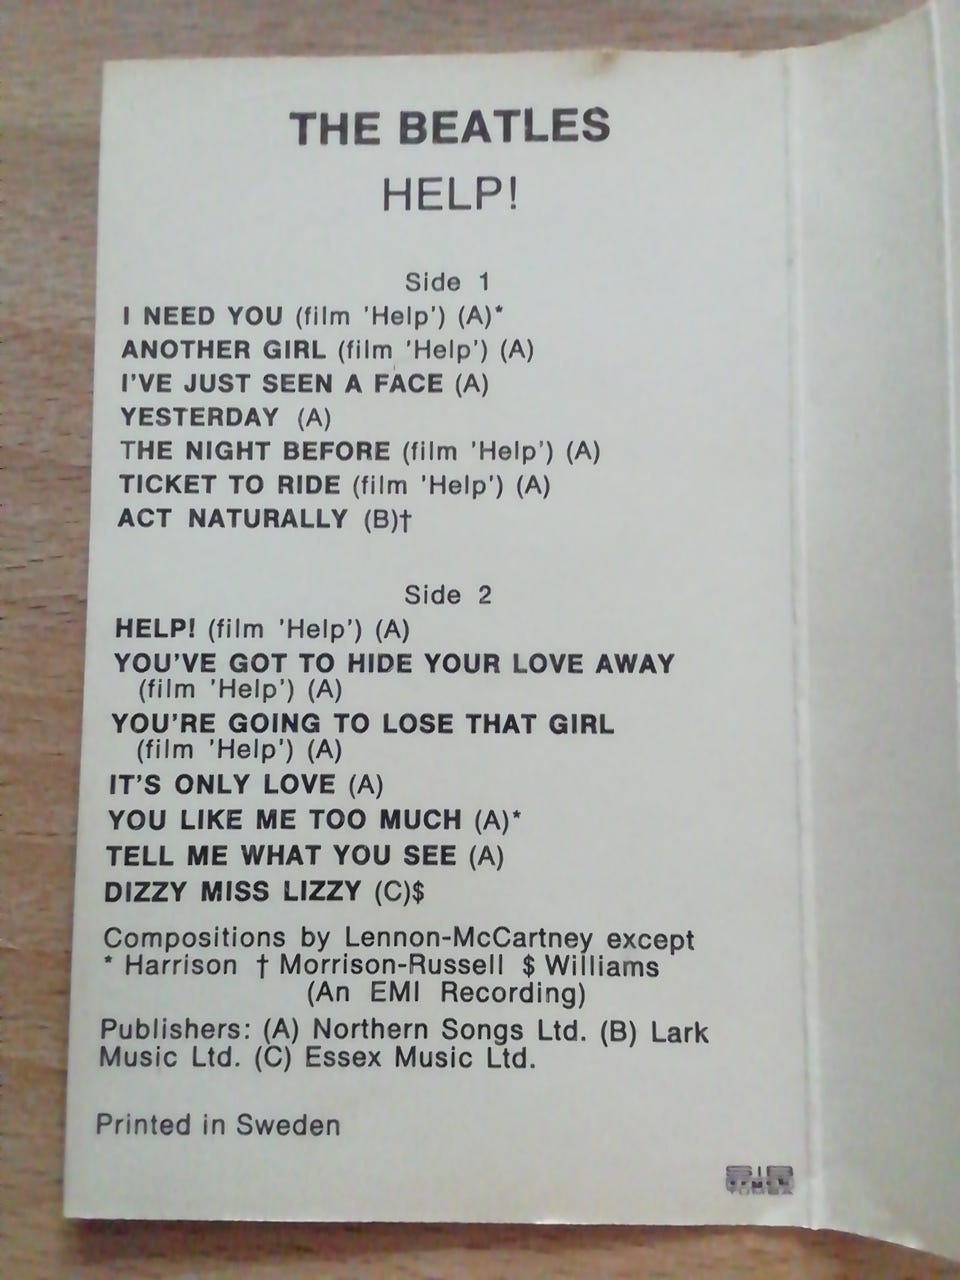 THE BEATLES
HELP!
Side 1
I NEED YOU (film 'Help') (A)*
ANOTHER GIRL (film 'Help') (A)
I'VE JUST SEEN A FACE (A)
YESTERDAY (A)
THE NIGHT BEFORE (film 'Help') (A)
TICKET TO RIDE (film 'Help') (A)
ACT NATURALLY (B)†
Side 2
HELP! (film 'Help') (A)
YOU'VE GOT TO HIDE YOUR LOVE AWAY
(film 'Help') (A)
YOU'RE GOING TO LOSE THAT GIRL
(film 'Help') (A)
IT'S ONLY LOVE (A)
YOU LIKE ME TOO MUCH (A)*
TELL ME WHAT YOU SEE (A)
DIZZY MISS LIZZY (C)$
Compositions by Lennon-McCartney except
* Harrison † Morrison-Russell $ Williams
(An EMI Recording)
Publishers: (A) Northern Songs Ltd. (B) Lark
Music Ltd. (C) Essex Music Ltd.
Printed in Sweden
TUMBA